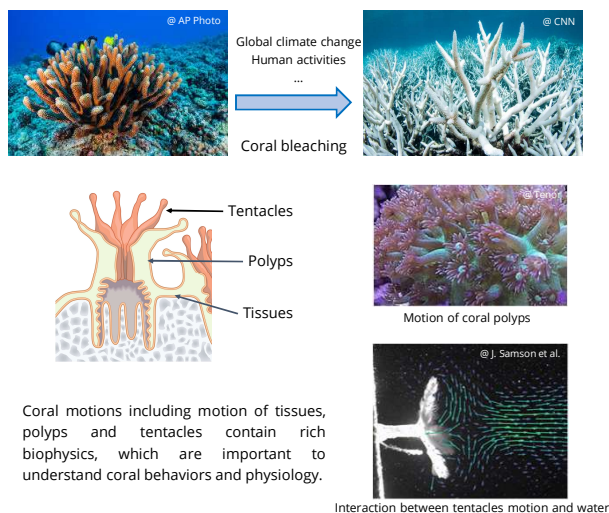 @ AP Photo
Global climate change
Human activities
...
Coral bleaching
@ CNN
Tentacles
Polyps
Tissues
@ Tenor
Motion of coral polyps
@ J. Samson et al.
Coral motions including motion of tissues,
polyps and tentacles contain rich
biophysics, which are important to
understand coral behaviors and physiology.
Interaction between tentacles motion and water